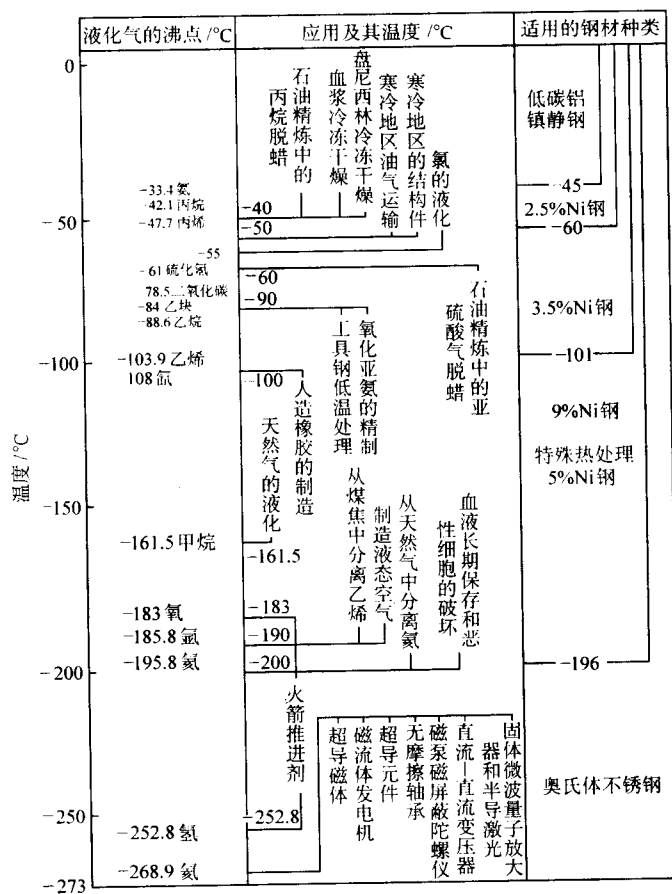 液化气的沸点/°C
应用及其温度/°C
适用的钢材种类
温度/°C
0
-50
-100
-150
-200
-250
-273
-33.4氨
-42.1丙烷
-47.7丙烯
-55
-61硫化氢
78.5二氧化碳
-84乙块
-88.6乙烷
-103.9乙烯
108氙
-161.5甲烷
-183氧
-185.8氩
-195.8氮
-252.8氢
-268.9氦
石油精炼中的
丙烷脱蜡
血浆冷冻干燥
盘尼西林冷冻干燥
寒冷地区油气运输
寒冷地区的结构件
氯的液化
-40
-50
-60
-90
石油精炼中的亚
硫酸气脱蜡
氧化亚氮的精制
工具钢低温处理
-100
人造橡胶的制造
天然气的液化
-161.5
从煤焦中分离乙烯
制造液态空气
从天然气中分离氦
血液长期保存和恶
性细胞的破坏
-183
-190
-200
火箭推进剂
-252.8
超导磁体
磁流体发电机
超导元件
无摩擦轴承
磁泵磁屏蔽陀螺仪
直流—直流变压器
固体微波量子放大
器和半导激光
低碳铝
镇静钢
-45
2.5%Ni钢
-60
3.5%Ni钢
-101
9%Ni钢
特殊热处理
5%Ni钢
-196
奥氏体不锈钢